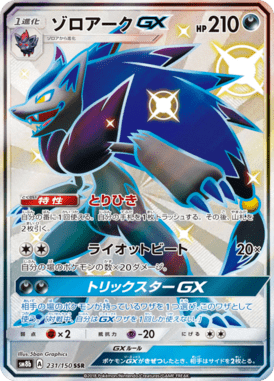 1進化 ゾロアークGX HP 210
ゾロアから進化
特性 とりひき
自分の番に1回使える。自分の手札を1枚トラッシュする。その後、山札を2枚引く。
ライオットビート 20×
自分の場のポケモンの数×20ダメージ。
トリックスターGX
GXルール
ポケモンGXがきぜつしたとき、相手はサイドを2枚とる。
Illus. 5ban Graphics
sm8b A 231/150 SSR